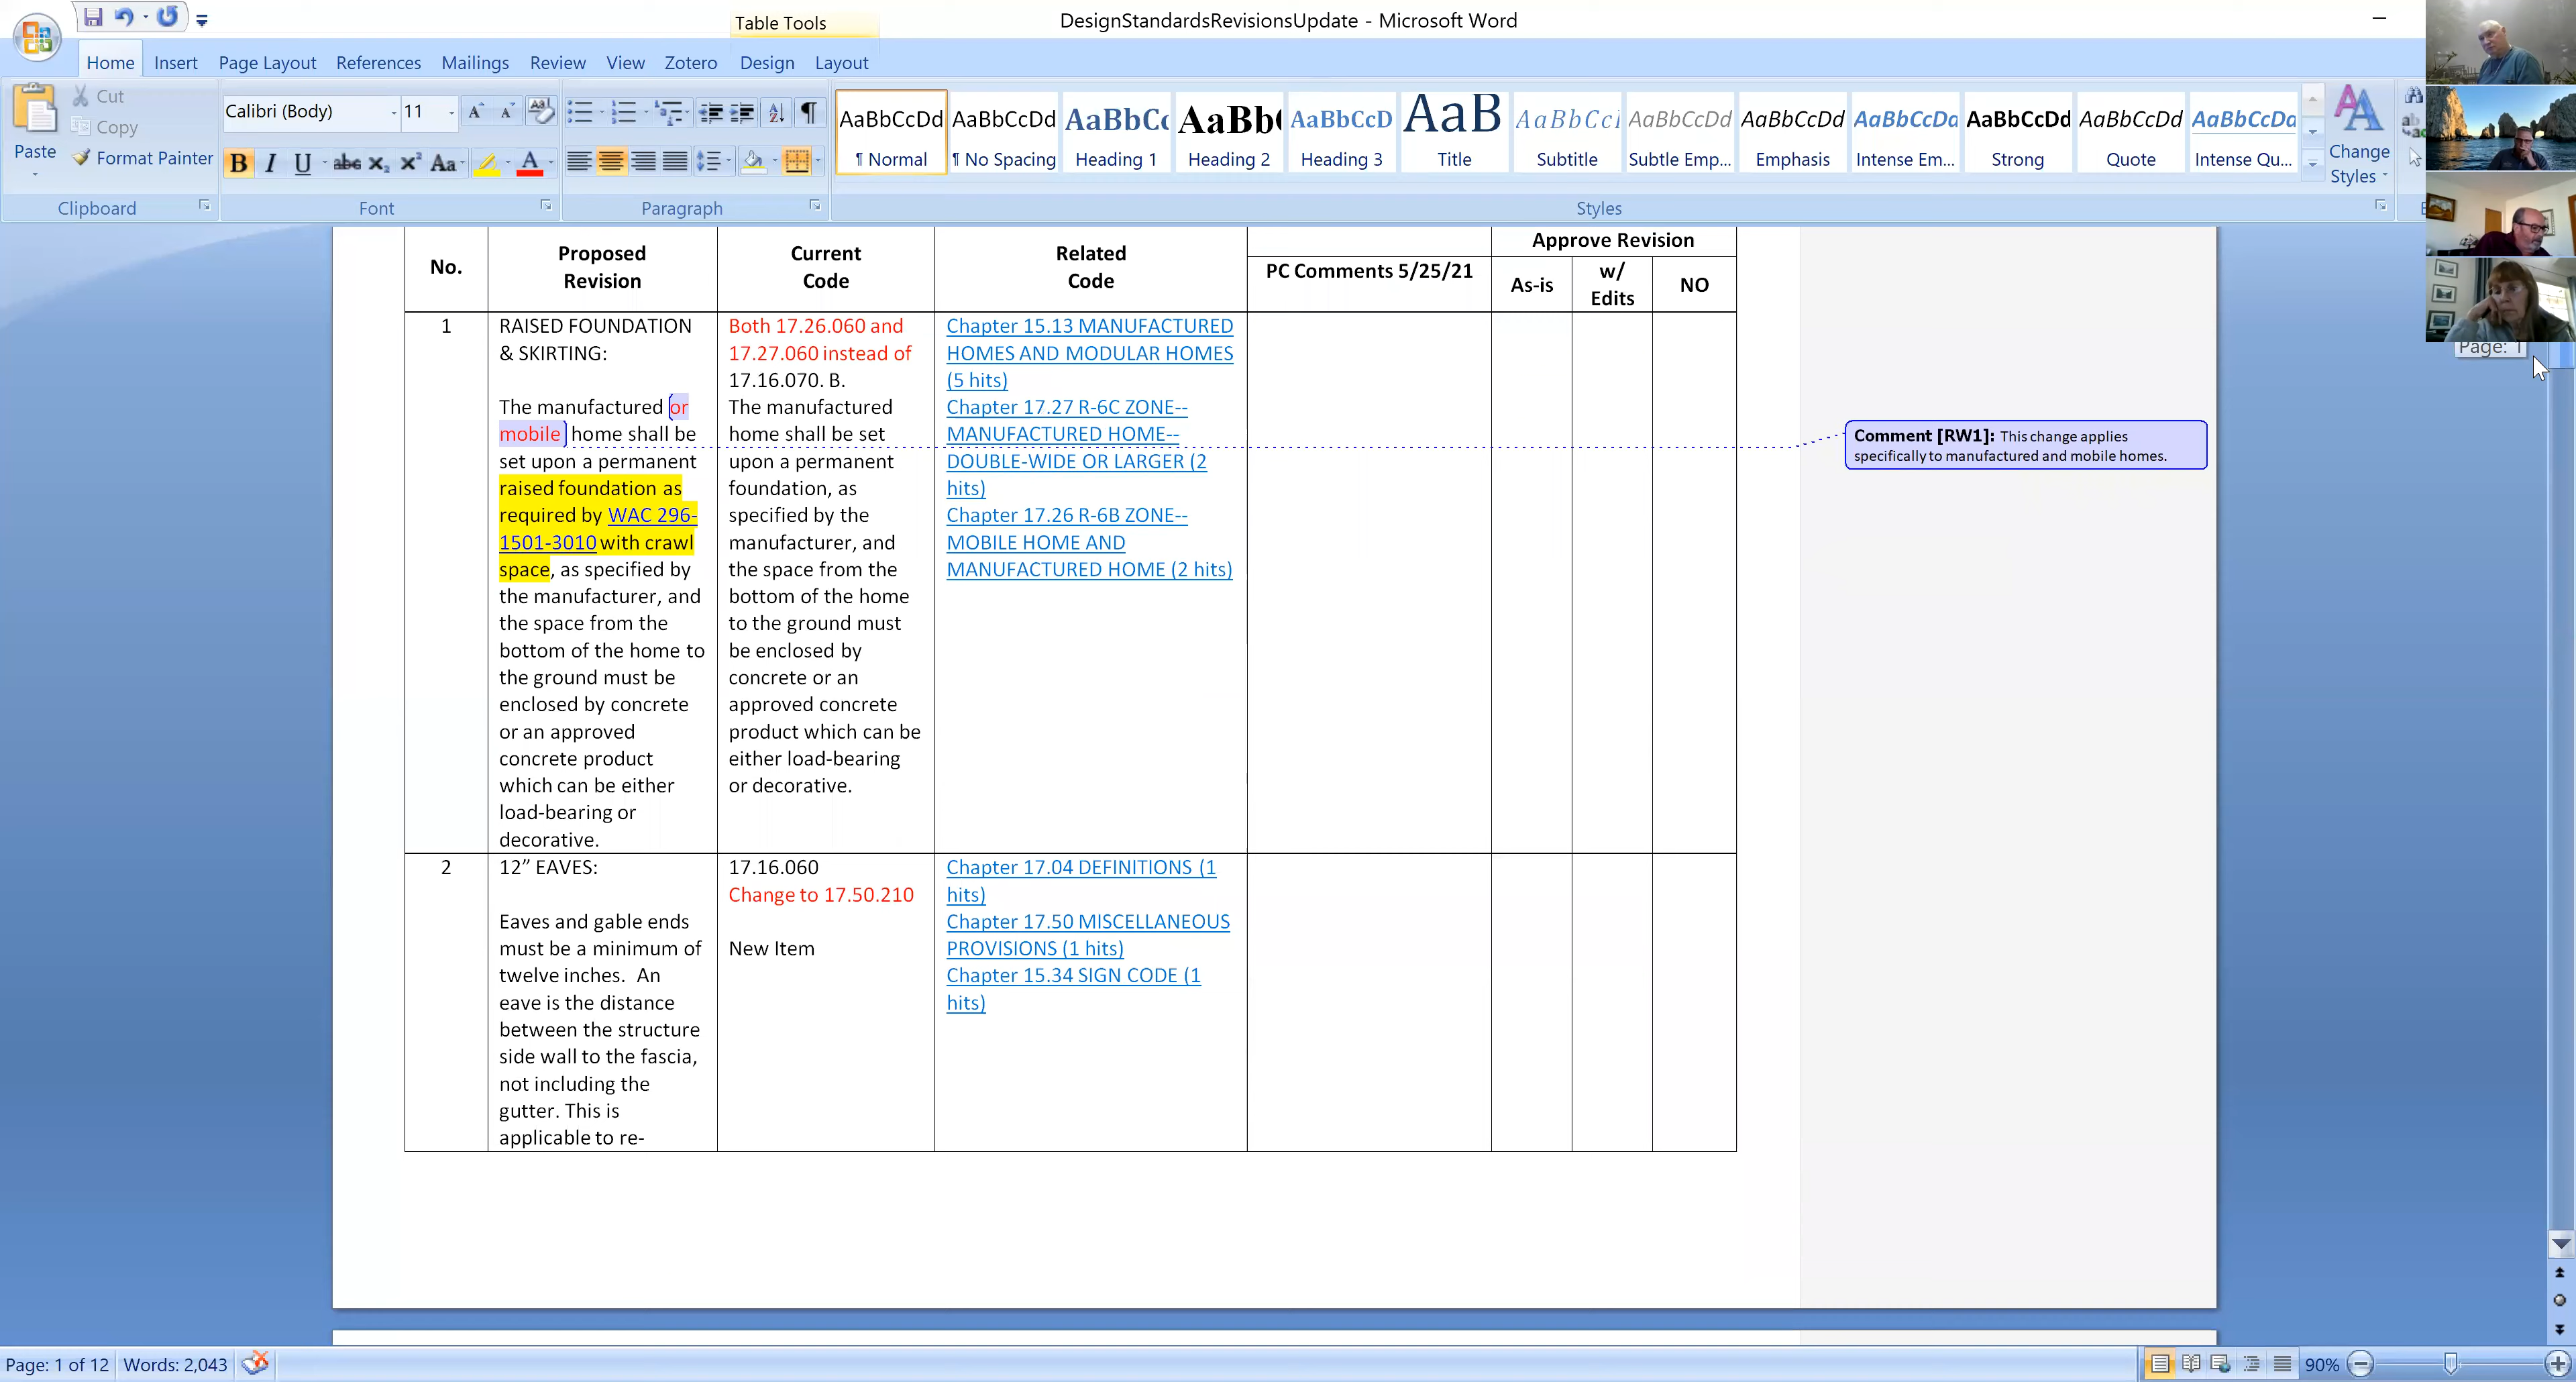 Table Tools
DesignStandardsRevisionsUpdate - Microsoft Word
Home Insert Page Layout References Mailings Review View Zotero Design Layout
Paste
Cut
Copy
Format Painter
Clipboard
Calibri (Body) 11
Font
Paragraph
AaBbCcDd AaBbCcDd AaBbCc AaBb AaBbCcD AaB AaBbCc AaBbCcDd AaBbCcDd AaBbCcDd AaBbCcDd AaBbCcDd AaBbCcDd
¶ Normal ¶ No Spacing Heading 1 Heading 2 Heading 3 Title Subtitle Subtle Emp... Emphasis Intense Em... Strong Quote Intense Qu...
Change
Styles
Styles
Page: 1
No.
Proposed
Revision
Current
Code
Related
Code
PC Comments 5/25/21
Approve Revision
As-is
w/
Edits
NO
1
RAISED FOUNDATION
& SKIRTING:
The manufactured or
mobile home shall be
set upon a permanent
raised foundation as
required by WAC 296-
1501-3010 with crawl
space, as specified by
the manufacturer, and
the space from the
bottom of the home to
the ground must be
enclosed by concrete
or an approved
concrete product
which can be either
load-bearing or
decorative.
Both 17.26.060 and
17.27.060 instead of
17.16.070. B.
The manufactured
home shall be set
upon a permanent
foundation, as
specified by the
manufacturer, and
the space from the
bottom of the home
to the ground must
be enclosed by
concrete or an
approved concrete
product which can be
either load-bearing
or decorative.
Chapter 15.13 MANUFACTURED
HOMES AND MODULAR HOMES
(5 hits)
Chapter 17.27 R-6C ZONE--
MANUFACTURED HOME--
DOUBLE-WIDE OR LARGER (2
hits)
Chapter 17.26 R-6B ZONE--
MOBILE HOME AND
MANUFACTURED HOME (2 hits)
Comment [RW1]: This change applies
specifically to manufactured and mobile homes.
2
12” EAVES:
Eaves and gable ends
must be a minimum of
twelve inches. An
eave is the distance
between the structure
side wall to the fascia,
not including the
gutter. This is
applicable to re-
17.16.060
Change to 17.50.210
New Item
Chapter 17.04 DEFINITIONS (1
hits)
Chapter 17.50 MISCELLANEOUS
PROVISIONS (1 hits)
Chapter 15.34 SIGN CODE (1
hits)
Page: 1 of 12 Words: 2,043
90%